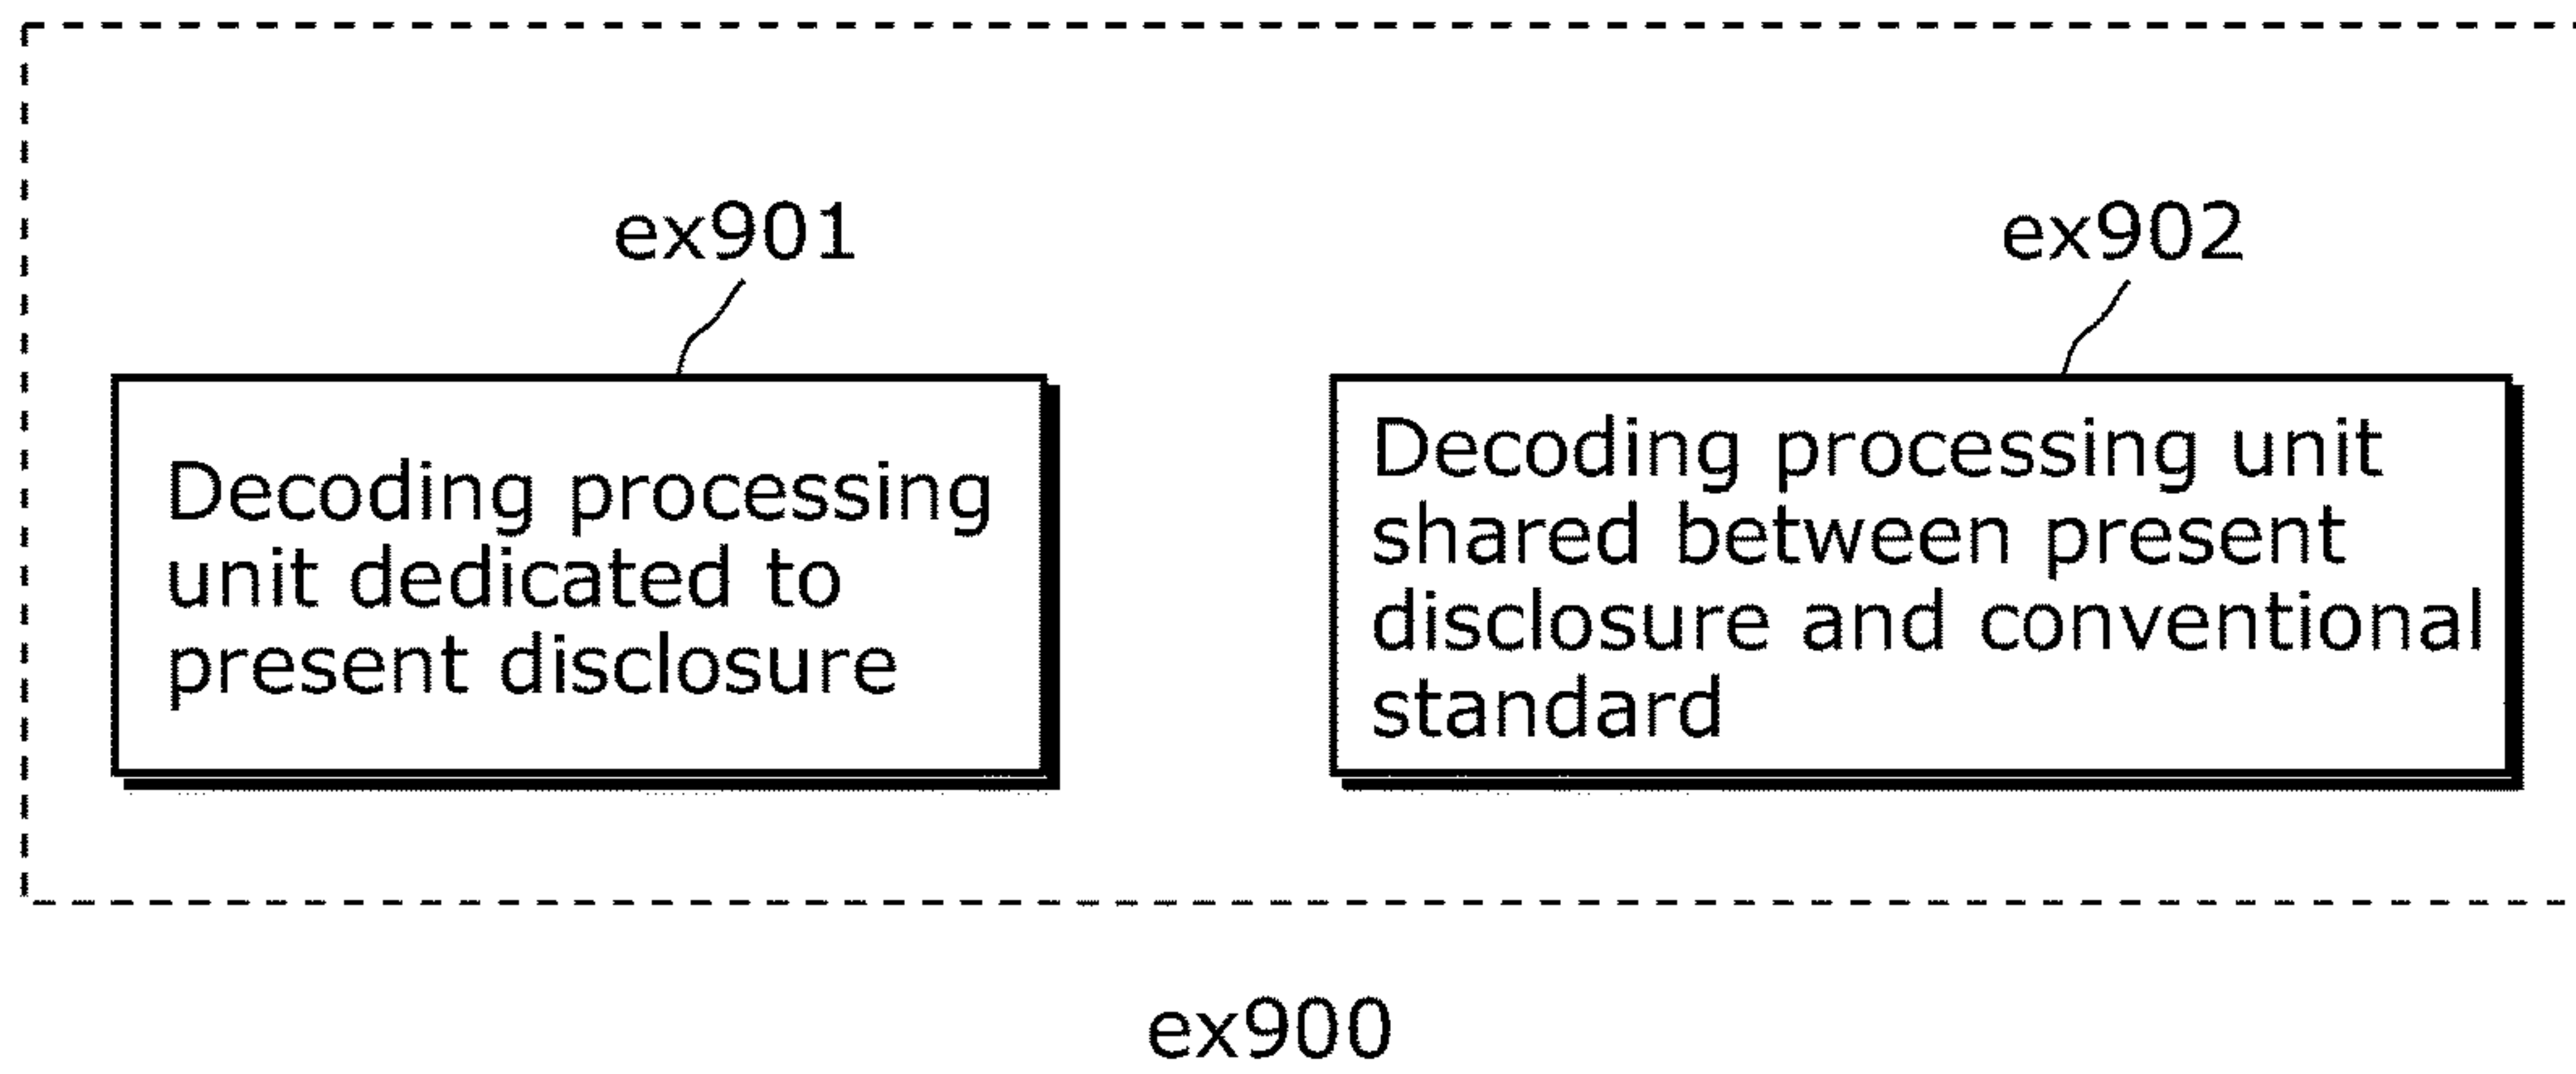 ex901
ex902
Decoding processing
unit dedicated to
present disclosure
Decoding processing unit
shared between present
disclosure and conventional
standard
ex900